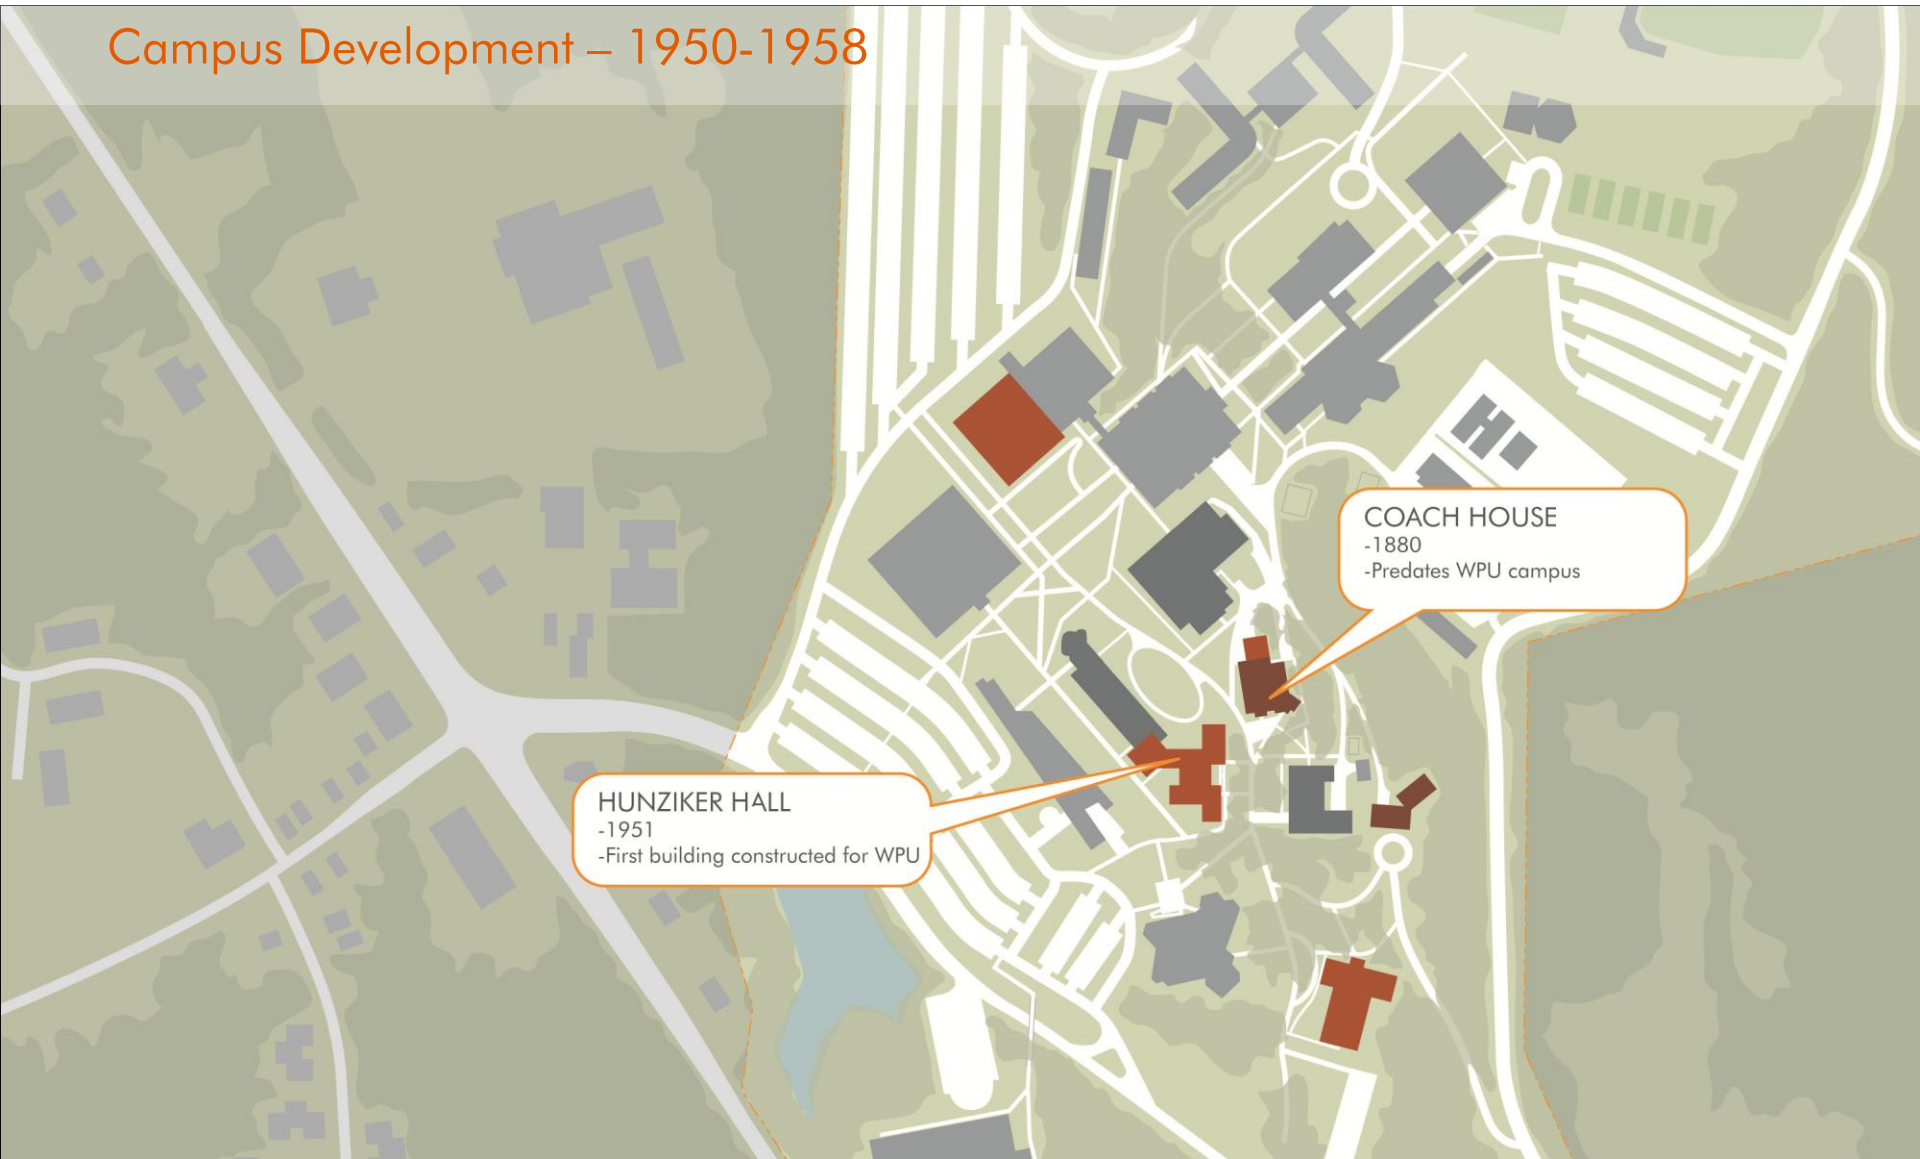 Campus Development – 1950-1958
COACH HOUSE
-1880
-Predates WPU campus
HUNZIKER HALL
-1951
-First building constructed for WPU